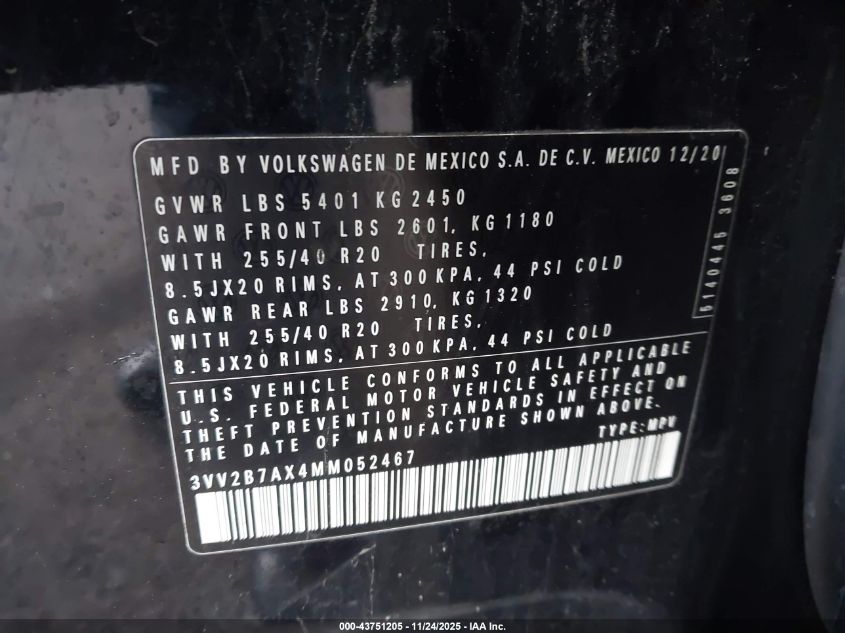 MFD BY VOLKSWAGEN DE MEXICO S.A. DE C.V. MEXICO 12/20
GVWR LBS 5401 KG 2450
GAWR FRONT LBS 2601, KG 1180
WITH 255/40 R20 TIRES,
8.5JX20 RIMS, AT 300 KPA, 44 PSI COLD
GAWR REAR LBS 2910, KG 1320
WITH 255/40 R20 TIRES,
8.5JX20 RIMS, AT 300 KPA, 44 PSI COLD
5140445 3608
THIS VEHICLE CONFORMS TO ALL APPLICABLE
U.S. FEDERAL MOTOR VEHICLE SAFETY AND
THEFT PREVENTION STANDARDS IN EFFECT ON
THE DATE OF MANUFACTURE SHOWN ABOVE.
TYPE:MPV
3VV2B7AX4MM052467
000-43751205 - 11/24/2025 - IAA Inc.